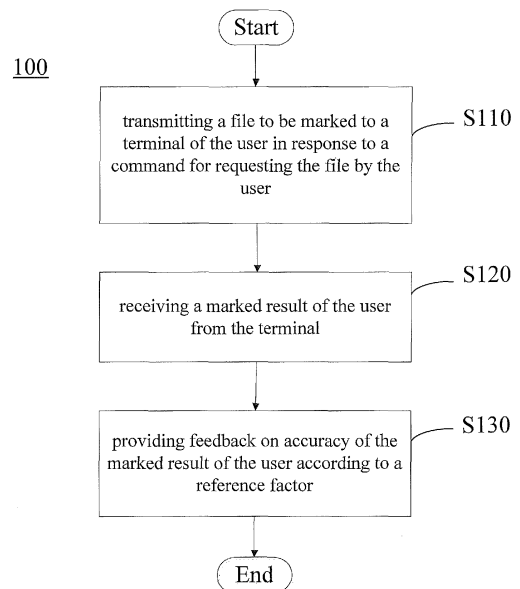 Start
100
transmitting a file to be marked to a
terminal of the user in response to a
command for requesting the file by the
user
S110
receiving a marked result of the user
from the terminal
S120
providing feedback on accuracy of the
marked result of the user according to a
reference factor
S130
End